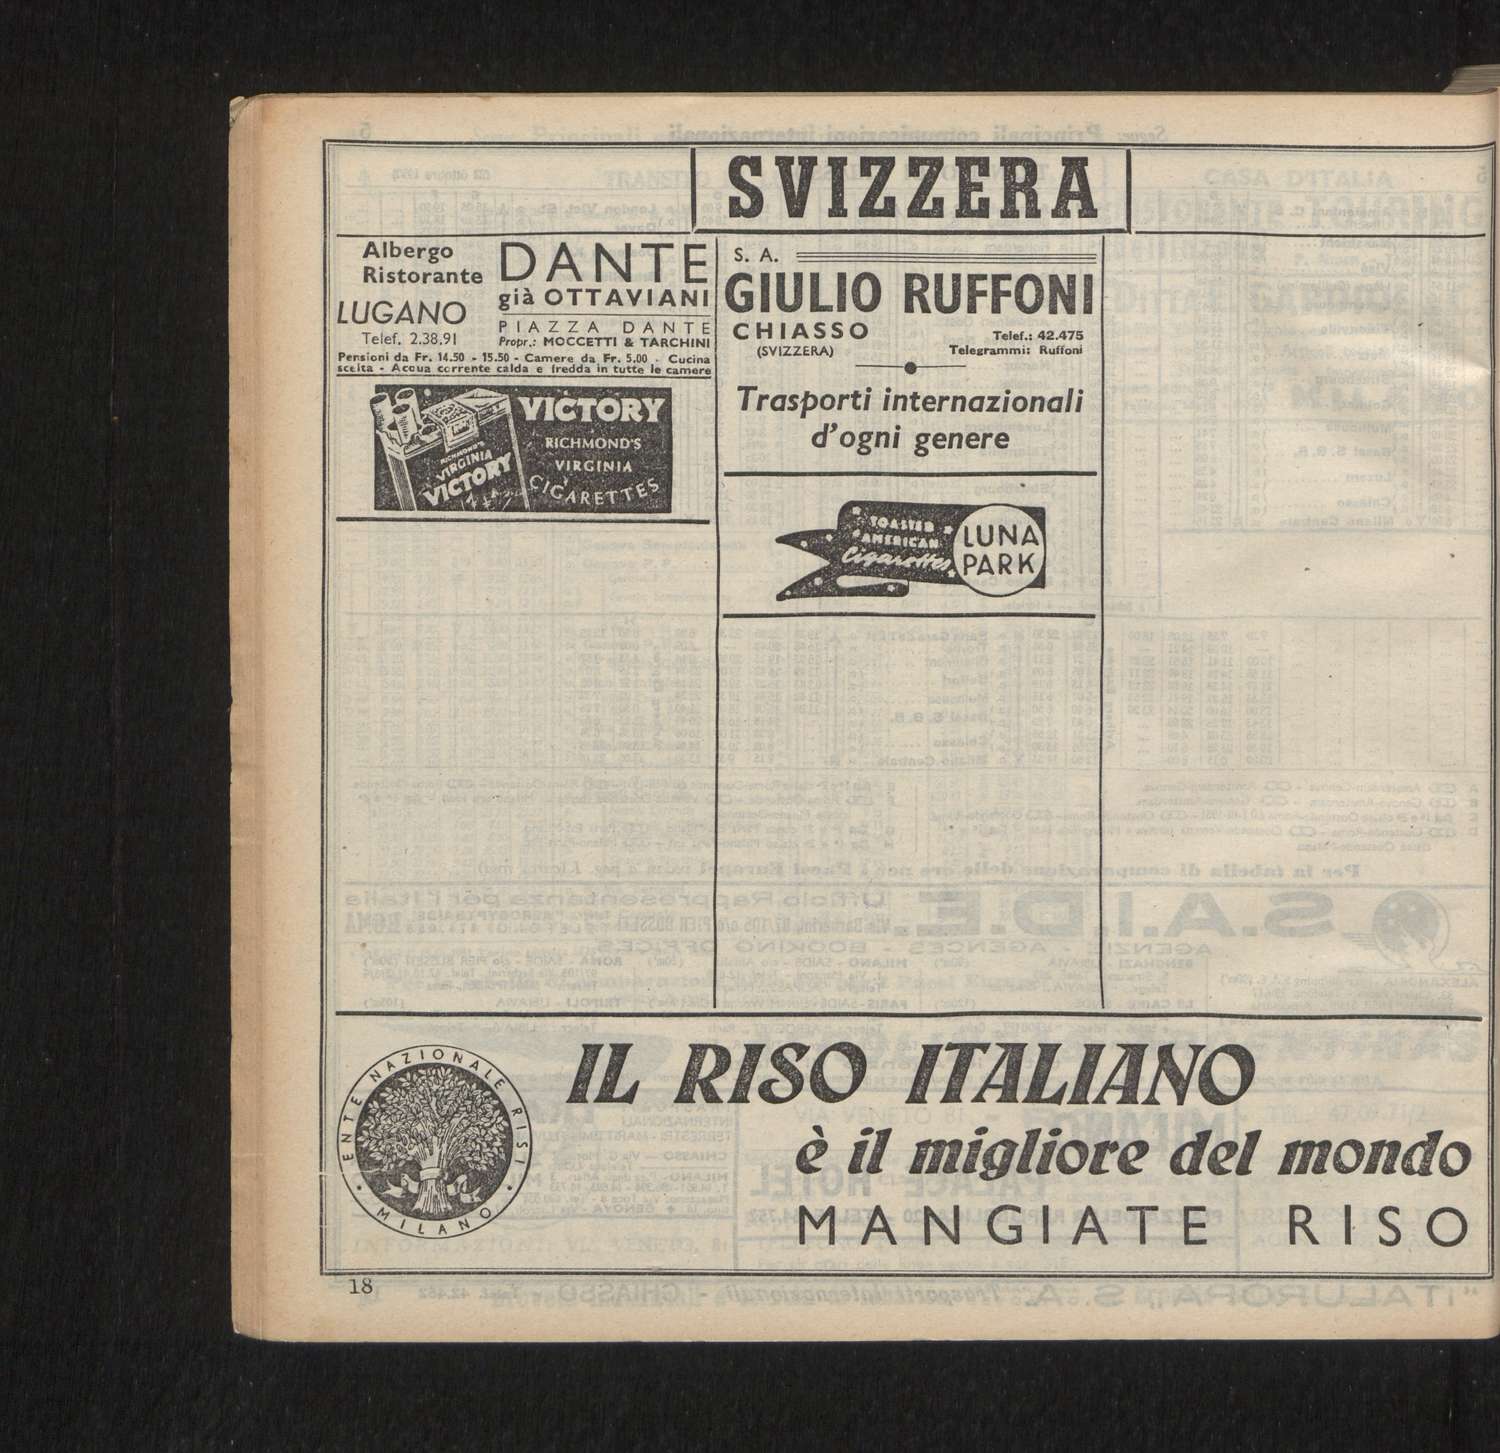 SVIZZERA
Albergo
Ristorante
DANTE
già OTTAVIANI
LUGANO
Telef. 2.38.91
PIAZZA DANTE
Propr.: MOCCETTI & TARCHINI
Pensioni da Fr. 14.50 - 15.50 - Camere da Fr. 5.00 - Cucina
scelta - Acqua corrente calda e fredda in tutte le camere
VICTORY
RICHMOND'S
VIRGINIA
CIGARETTES
RICHMOND'S
VIRGINIA
VICTORY
S. A.
GIULIO RUFFONI
CHIASSO
(SVIZZERA)
Telef.: 42.475
Telegrammi: Ruffoni
Trasporti internazionali
d'ogni genere
TOASTED
AMERICAN
Cigarettes
LUNA
PARK
ENTE NAZIONALE RISI
MILANO
IL RISO ITALIANO
è il migliore del mondo
MANGIATE RISO
18